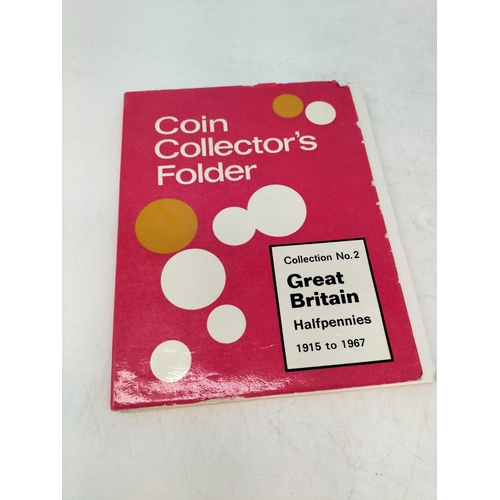 Coin
Collector's
Folder
Collection No.2
Great
Britain
Halfpennies
1915 to 1967